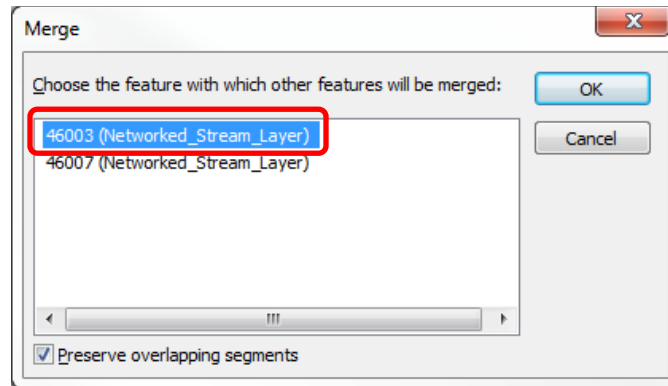 Merge
Choose the feature with which other features will be merged:
OK
46003 (Networked_Stream_Layer)
Cancel
46007 (Networked_Stream_Layer)
Preserve overlapping segments